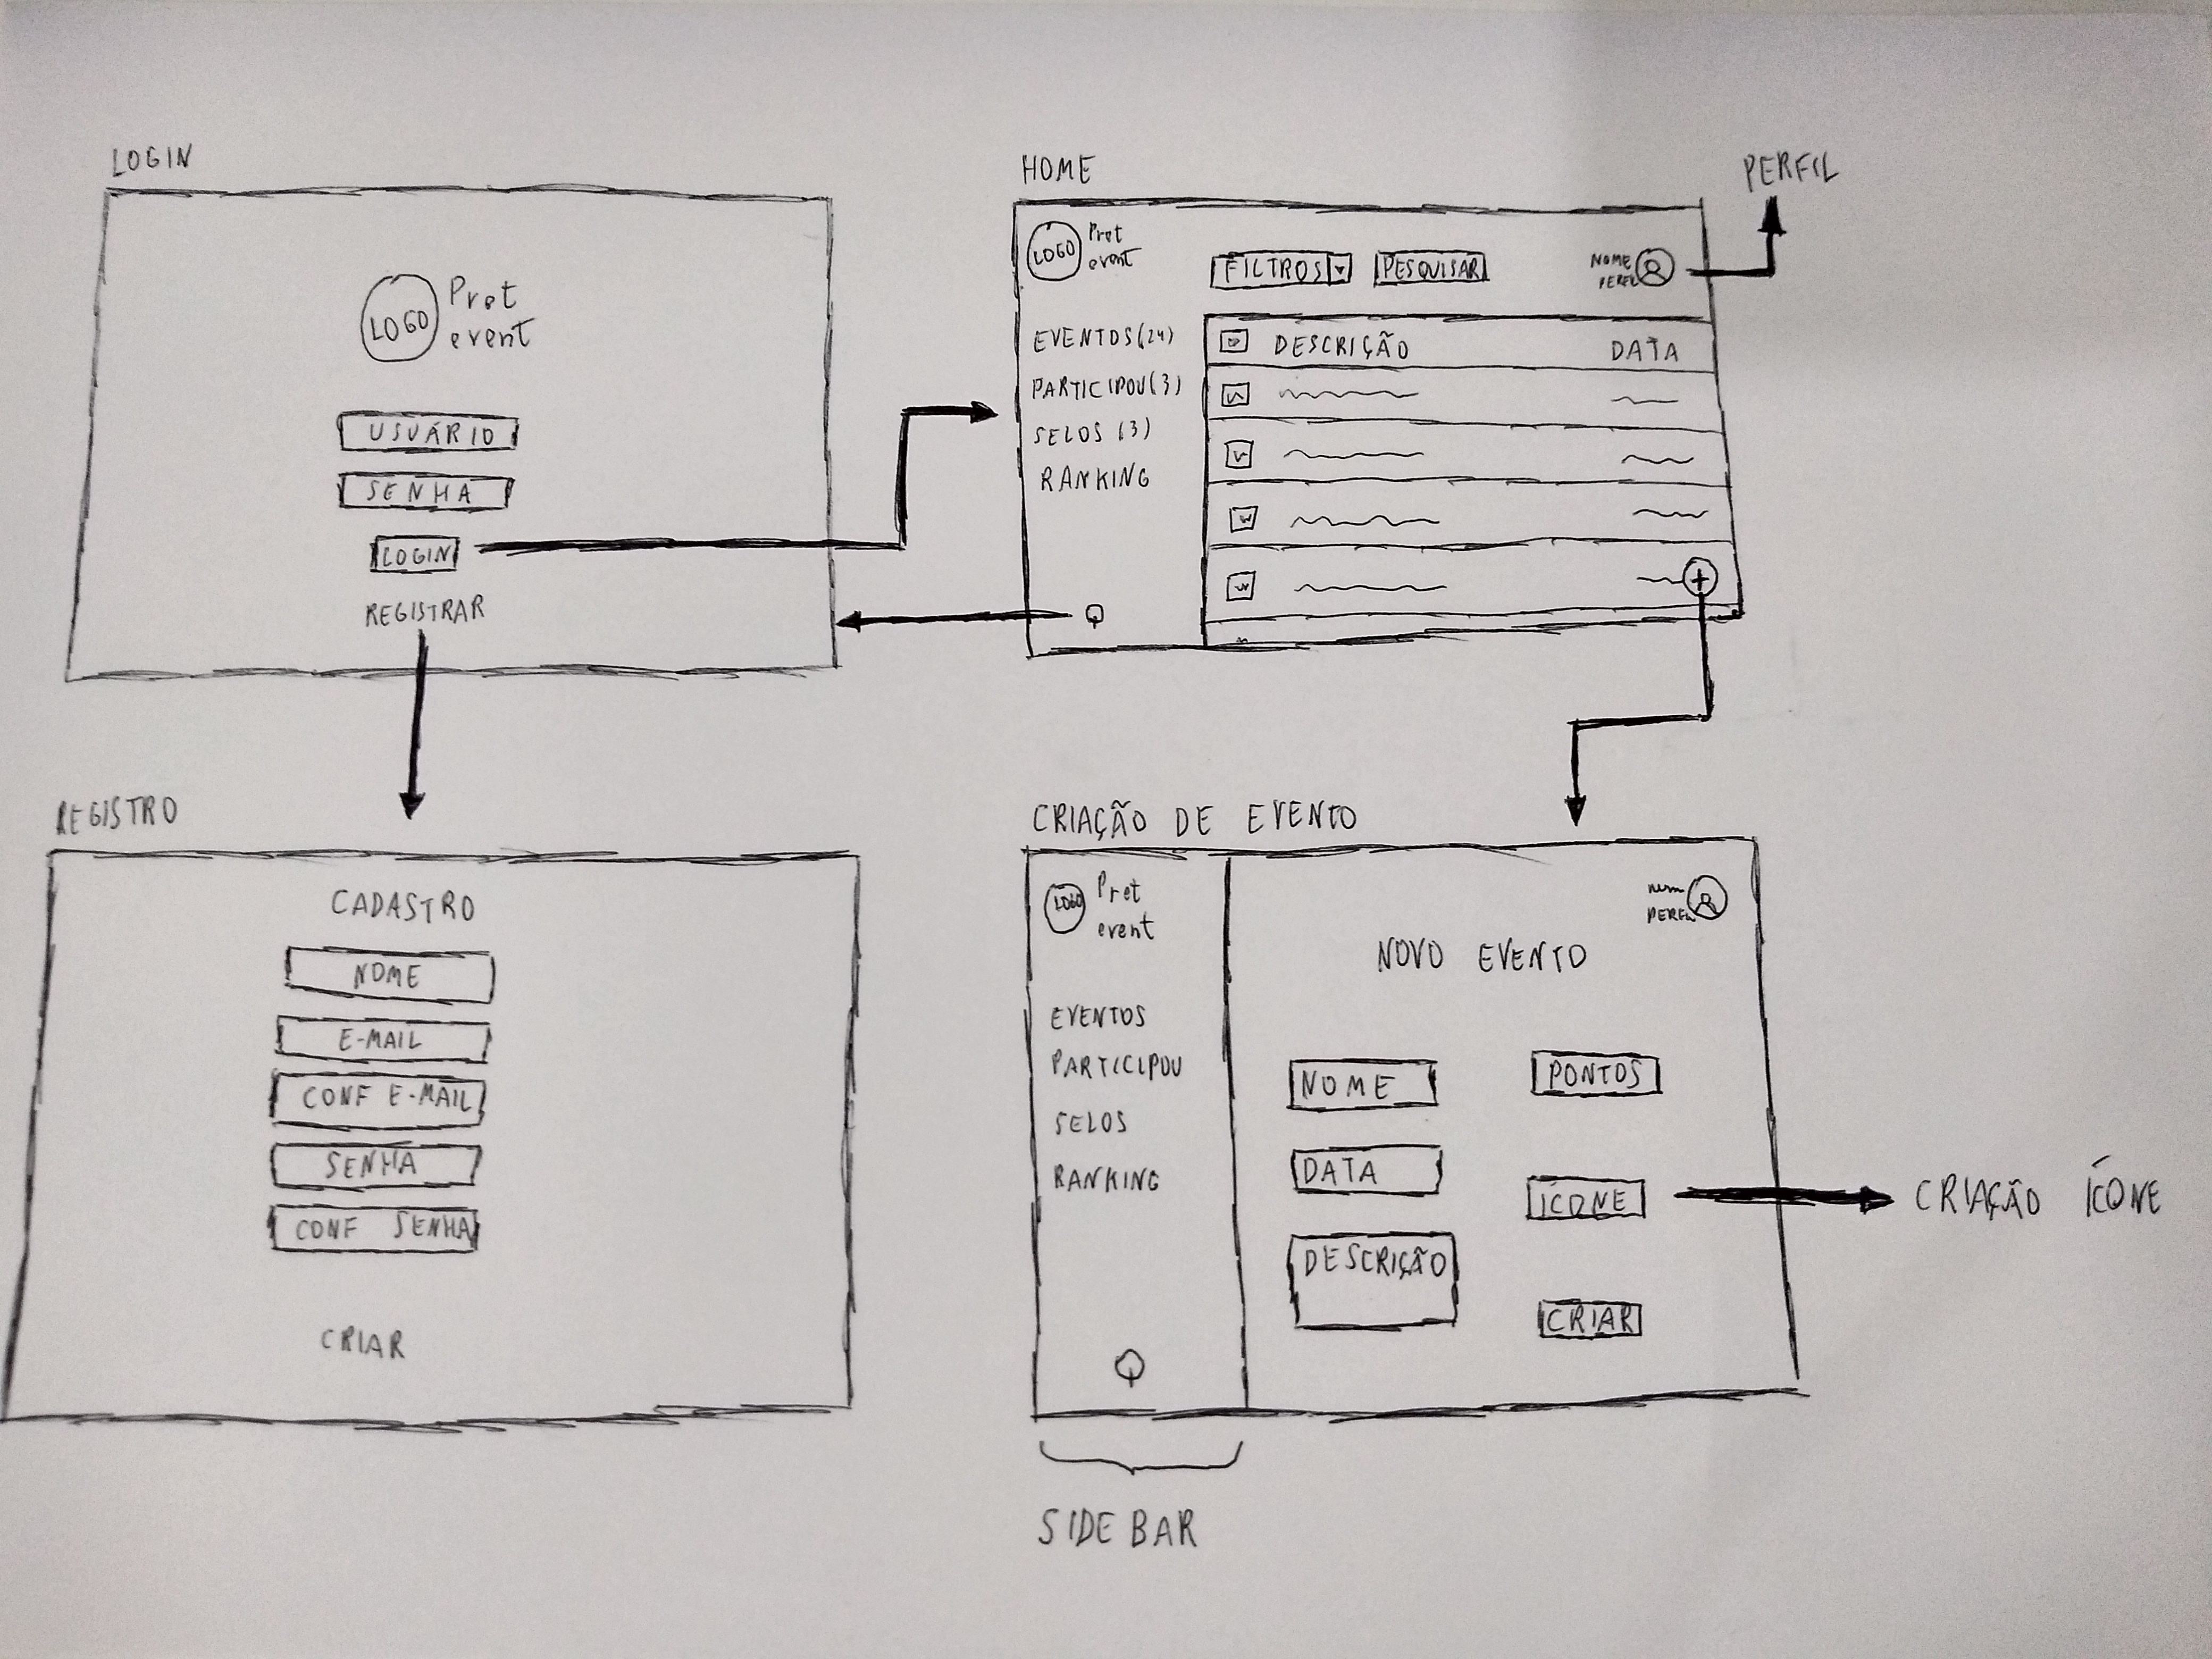 LOGIN
LOGO
Pret
event
USUÁRIO
SENHA
LOGIN
REGISTRAR
HOME
PERFIL
LOGO
Pret
event
FILTROS
PESQUISAR
NOME
PERFIL
EVENTOS(24)
PARTICIPOU(3)
SELOS (3)
RANKING
DESCRIÇÃO DATA
REGISTRO
CADASTRO
NOME
E-MAIL
CONF E-MAIL
SENHA
CONF SENHA
CRIAR
CRIAÇÃO DE EVENTO
LOGO
Pret
event
EVENTOS
PARTICIPOU
SELOS
RANKING
PERFIL
NOVO EVENTO
NOME
DATA
DESCRIÇÃO
PONTOS
ÍCONE
CRIAR
CRIAÇÃO ÍCONE
SIDE BAR